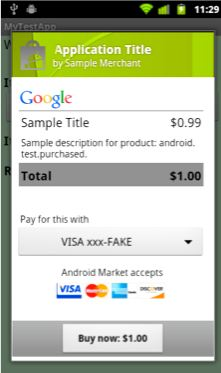 11:29
MyTestApp
Application Title
by Sample Merchant
Google
Sample Title $0.99
Sample description for product: android.
test.purchased.
Total $1.00
Pay for this with
VISA xxx-FAKE
Android Market accepts
VISA MasterCard DISCOVER
Buy now: $1.00